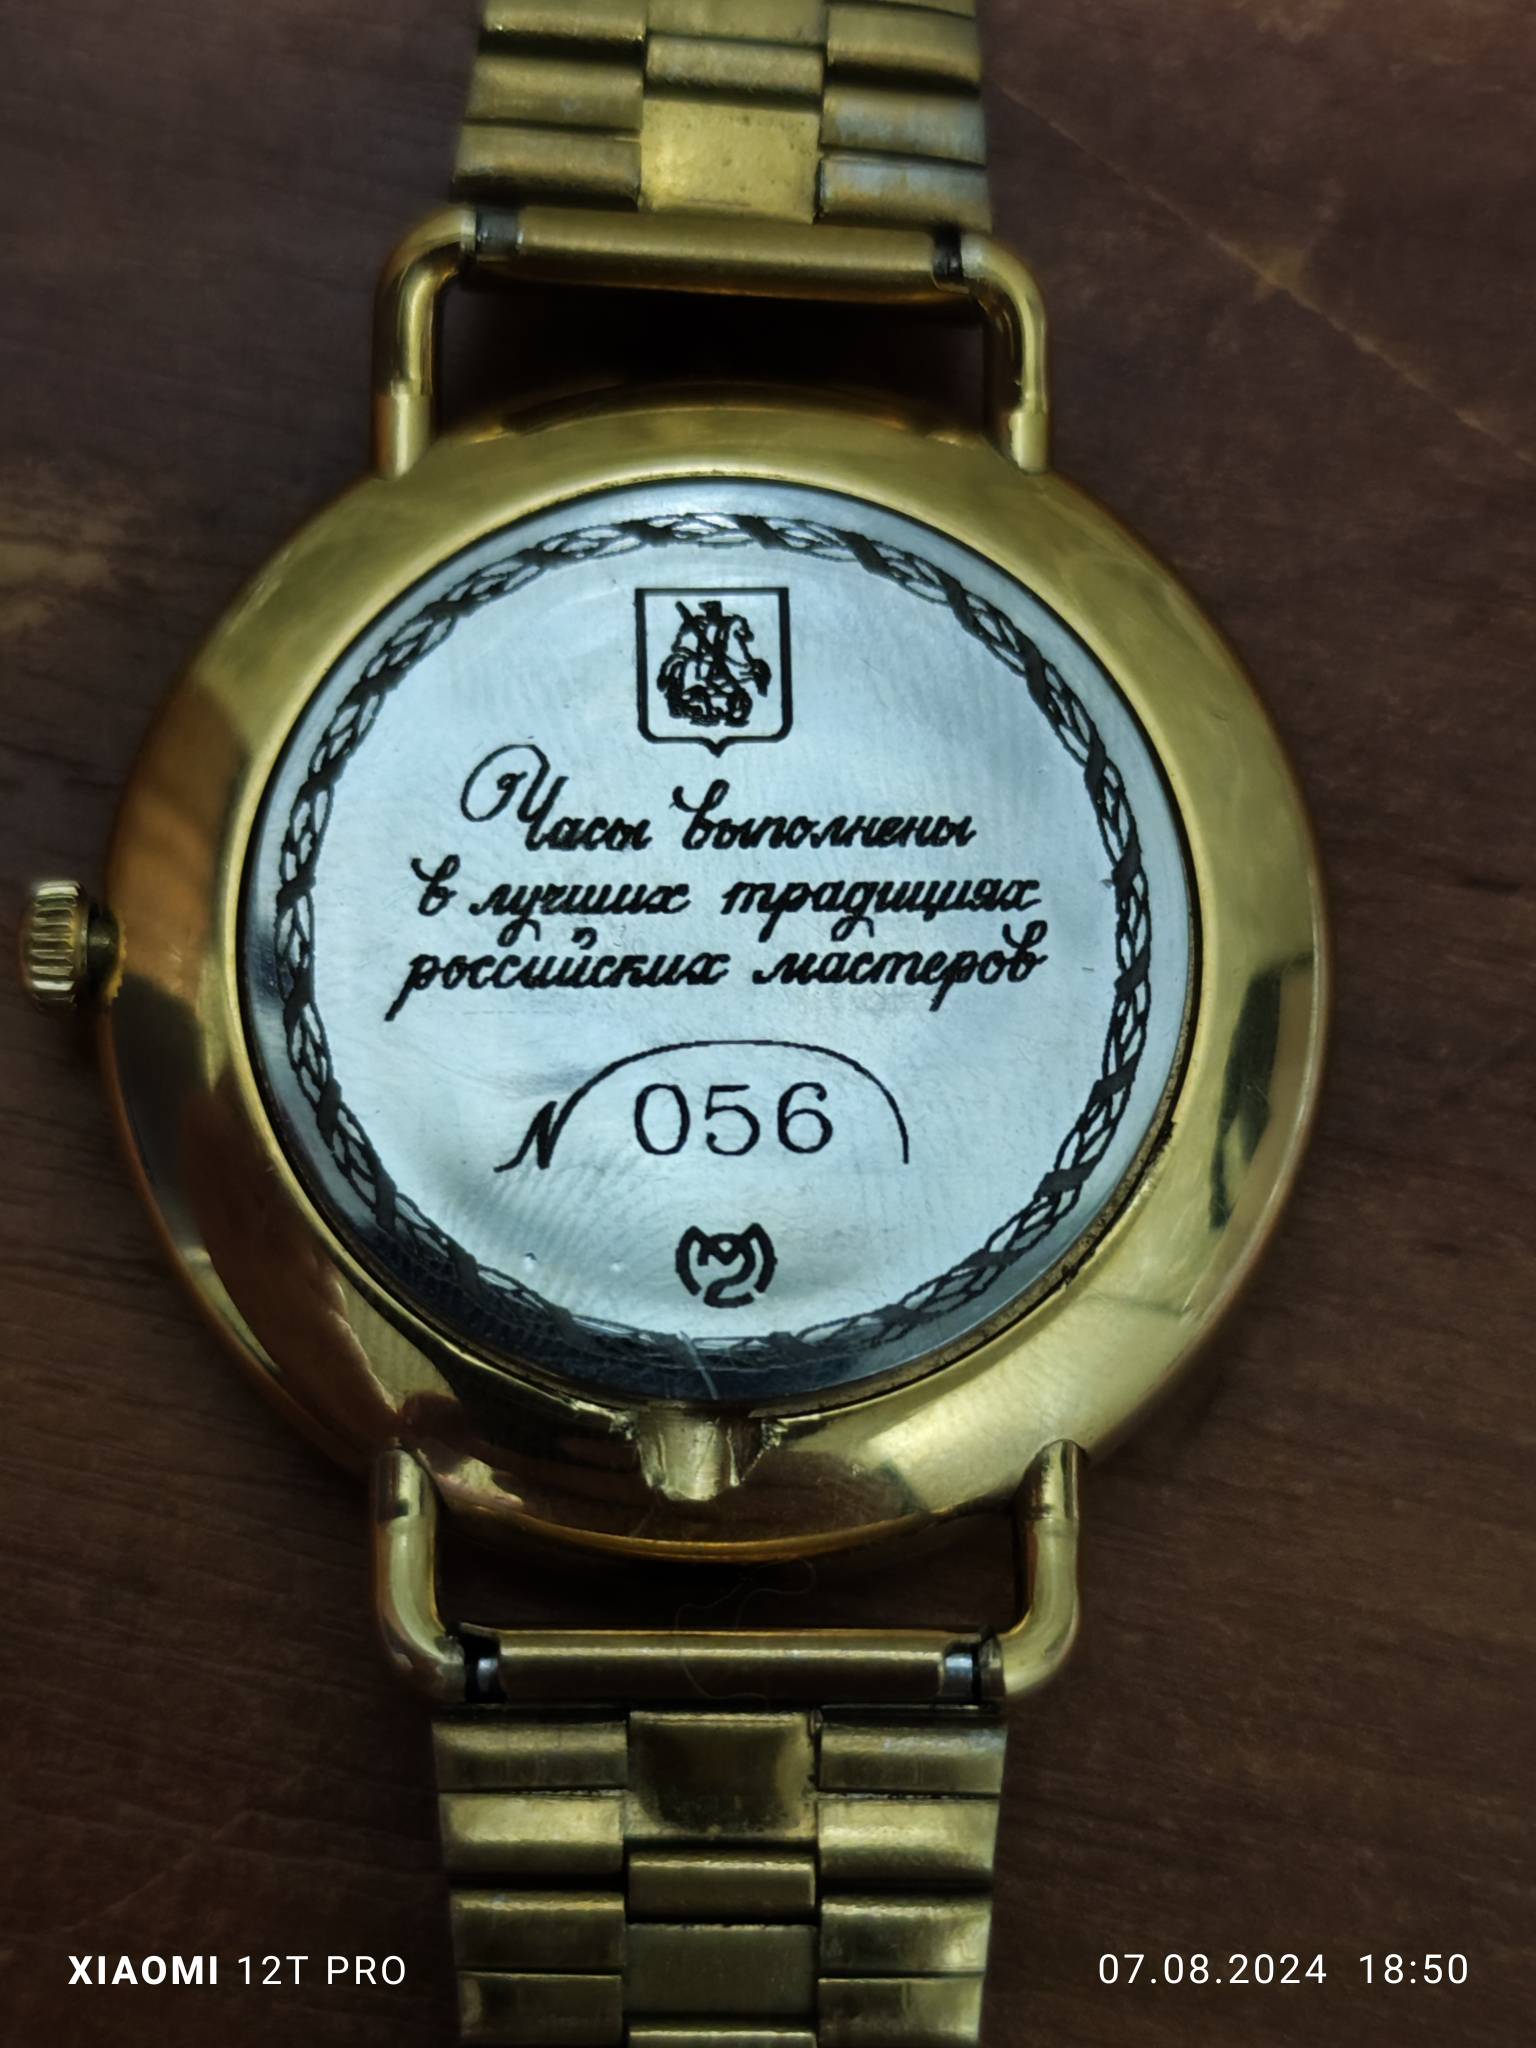 Часы выполнены
в лучших традициях
российских мастеров
N 056
XIAOMI 12T PRO
07.08.2024 18:50